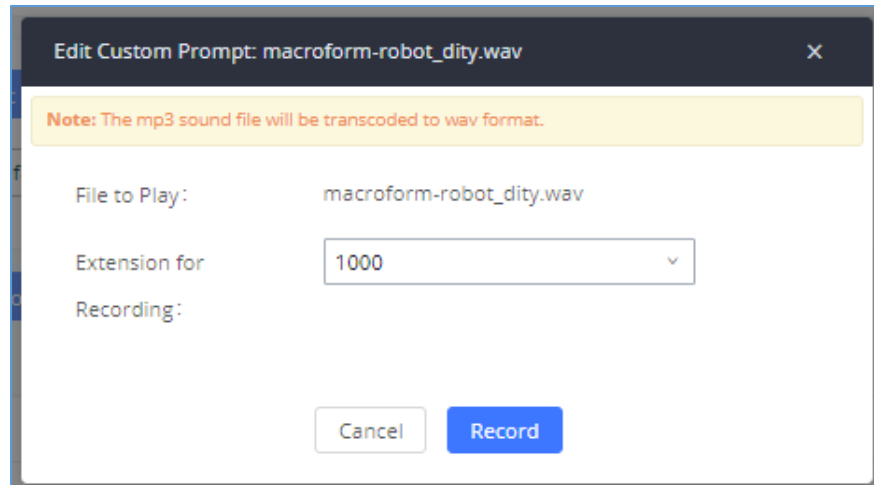 Edit Custom Prompt: macroform-robot_dity.wav
Note: The mp3 sound file will be transcoded to wav format.
File to Play: macroform-robot_dity.wav
Extension for 1000
Recording:
Cancel Record